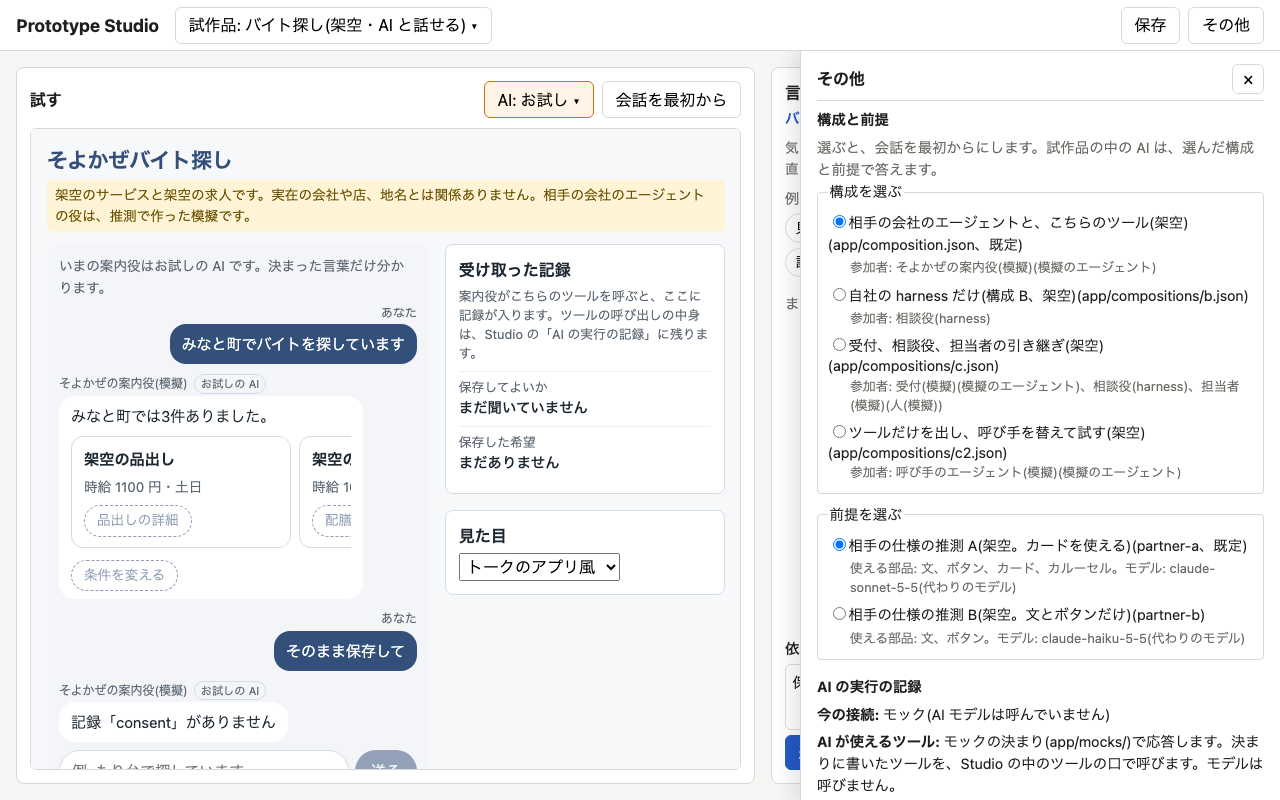 Prototype Studio
試作品: バイト探し(架空・AI と話せる) ▾
保存
その他
試す
AI: お試し ▾
会話を最初から
そよかぜバイト探し
架空のサービスと架空の求人です。実在の会社や店、地名とは関係ありません。相手の会社のエージェント
の役は、推測で作った模擬です。
いまの案内役はお試しの AI です。決まった言葉だけ分か
ります。
あなた
みなと町でバイトを探しています
そよかぜの案内役(模擬) お試しの AI
みなと町では3件ありました。
架空の品出し
時給 1100 円・土日
品出しの詳細
架空の
時給
配膳
条件を変える
あなた
そのまま保存して
そよかぜの案内役(模擬) お試しの AI
記録「consent」がありません
受け取った記録
案内役がこちらのツールを呼ぶと、ここに
記録が入ります。ツールの呼び出しの中身
は、Studio の「AI の実行の記録」に残りま
す。
保存してよいか
まだ聞いていません
保存した希望
まだありません
見た目
トークのアプリ風
言
バ
気
直
例
ま
依
その他
×
構成と前提
選ぶと、会話を最初からにします。試作品の中の AI は、選んだ構成
と前提で答えます。
構成を選ぶ
相手の会社のエージェントと、こちらのツール(架空)
(app/composition.json、既定)
参加者: そよかぜの案内役(模擬)(模擬のエージェント)
自社の harness だけ(構成 B、架空)(app/compositions/b.json)
参加者: 相談役(harness)
受付、相談役、担当者の引き継ぎ(架空)
(app/compositions/c.json)
参加者: 受付(模擬)(模擬のエージェント)、相談役(harness)、担当者
(模擬)(人(模擬))
ツールだけを出し、呼び手を替えて試す(架空)
(app/compositions/c2.json)
参加者: 呼び手のエージェント(模擬)(模擬のエージェント)
前提を選ぶ
相手の仕様の推測 A(架空。カードを使える)(partner-a、既定)
使える部品: 文、ボタン、カード、カルーセル。モデル: claude-
sonnet-5-5(代わりのモデル)
相手の仕様の推測 B(架空。文とボタンだけ)(partner-b)
使える部品: 文、ボタン。モデル: claude-haiku-5-5(代わりのモデル)
AI の実行の記録
今の接続: モック(AI モデルは呼んでいません)
AI が使えるツール: モックの決まり(app/mocks/)で応答します。決ま
りに書いたツールを、Studio の中のツールの口で呼びます。モデルは
呼びません。